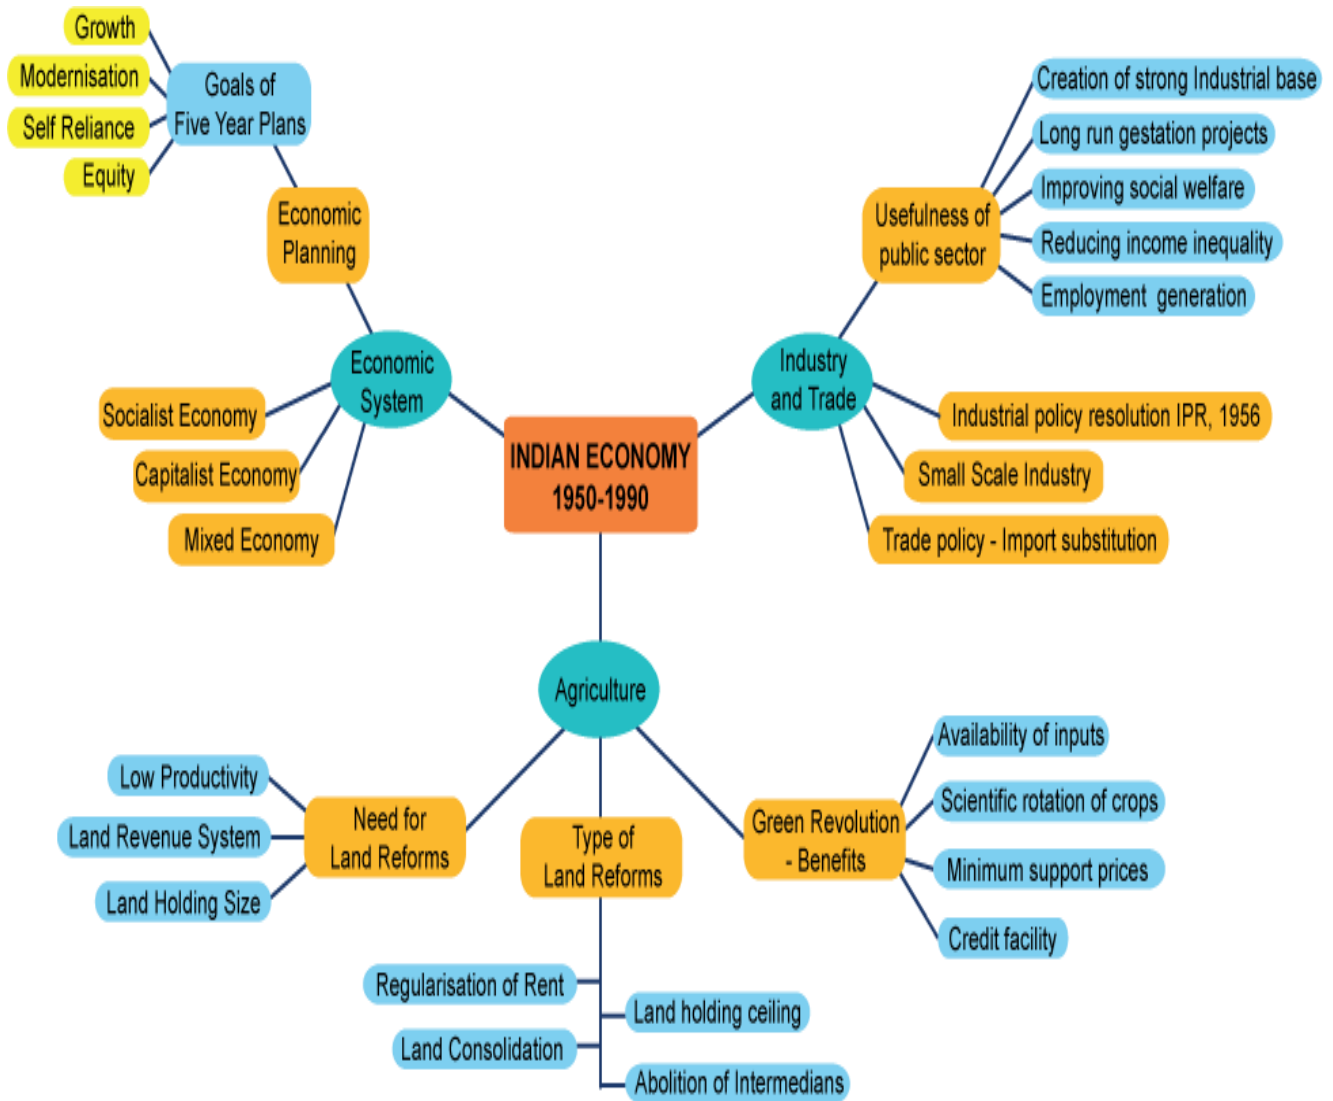 Growth
Modernisation
Self Reliance
Equity
Goals of
Five Year Plans
Economic
Planning
Economic
System
Socialist Economy
Capitalist Economy
Mixed Economy
INDIAN ECONOMY
1950-1990
Industry
and Trade
Usefulness of
public sector
Creation of strong Industrial base
Long run gestation projects
Improving social welfare
Reducing income inequality
Employment generation
Industrial policy resolution IPR, 1956
Small Scale Industry
Trade policy - Import substitution
Agriculture
Need for
Land Reforms
Low Productivity
Land Revenue System
Land Holding Size
Type of
Land Reforms
Regularisation of Rent
Land holding ceiling
Land Consolidation
Abolition of Intermedians
Green Revolution
- Benefits
Availability of inputs
Scientific rotation of crops
Minimum support prices
Credit facility